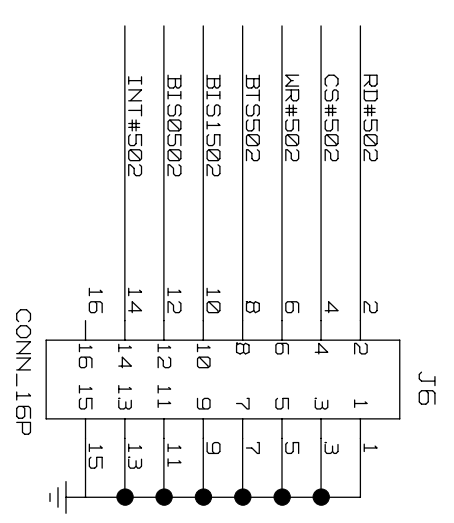 J6
RD#502 2 2 1 1
CS#502 4 4 3 3
WR#502 6 6 5 5
BTS502 8 8 7 7
BIS1502 10 10 9 9
BIS0502 12 12 11 11
INT#502 14 14 13 13
16 16 15 15
CONN_16P